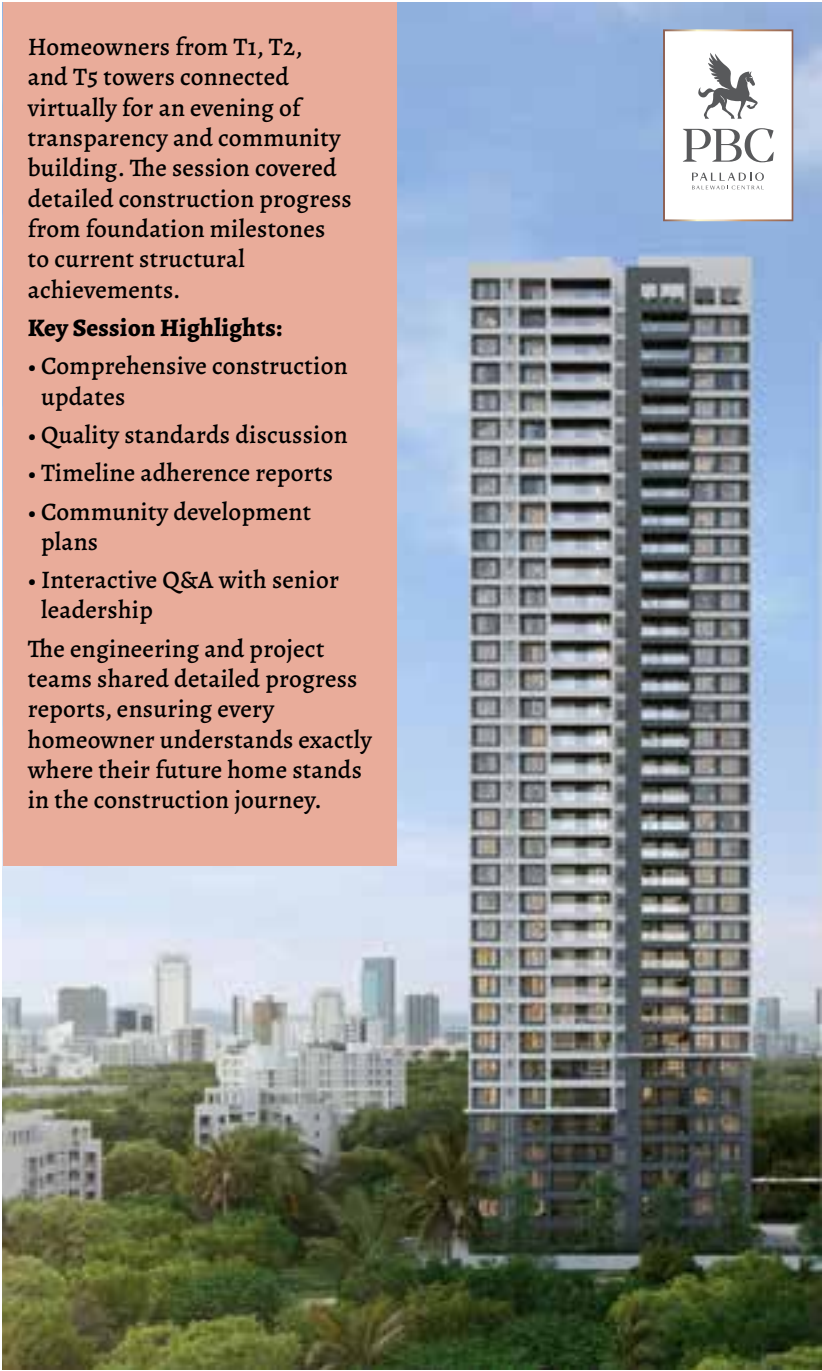 Homeowners from T1, T2,
and T5 towers connected
virtually for an evening of
transparency and community
building. The session covered
detailed construction progress
from foundation milestones
to current structural
achievements.
Key Session Highlights:
• Comprehensive construction
updates
• Quality standards discussion
• Timeline adherence reports
• Community development
plans
• Interactive Q&A with senior
leadership
The engineering and project
teams shared detailed progress
reports, ensuring every
homeowner understands exactly
where their future home stands
in the construction journey.
PBC
PALLADIO
BALEWADI CENTRAL